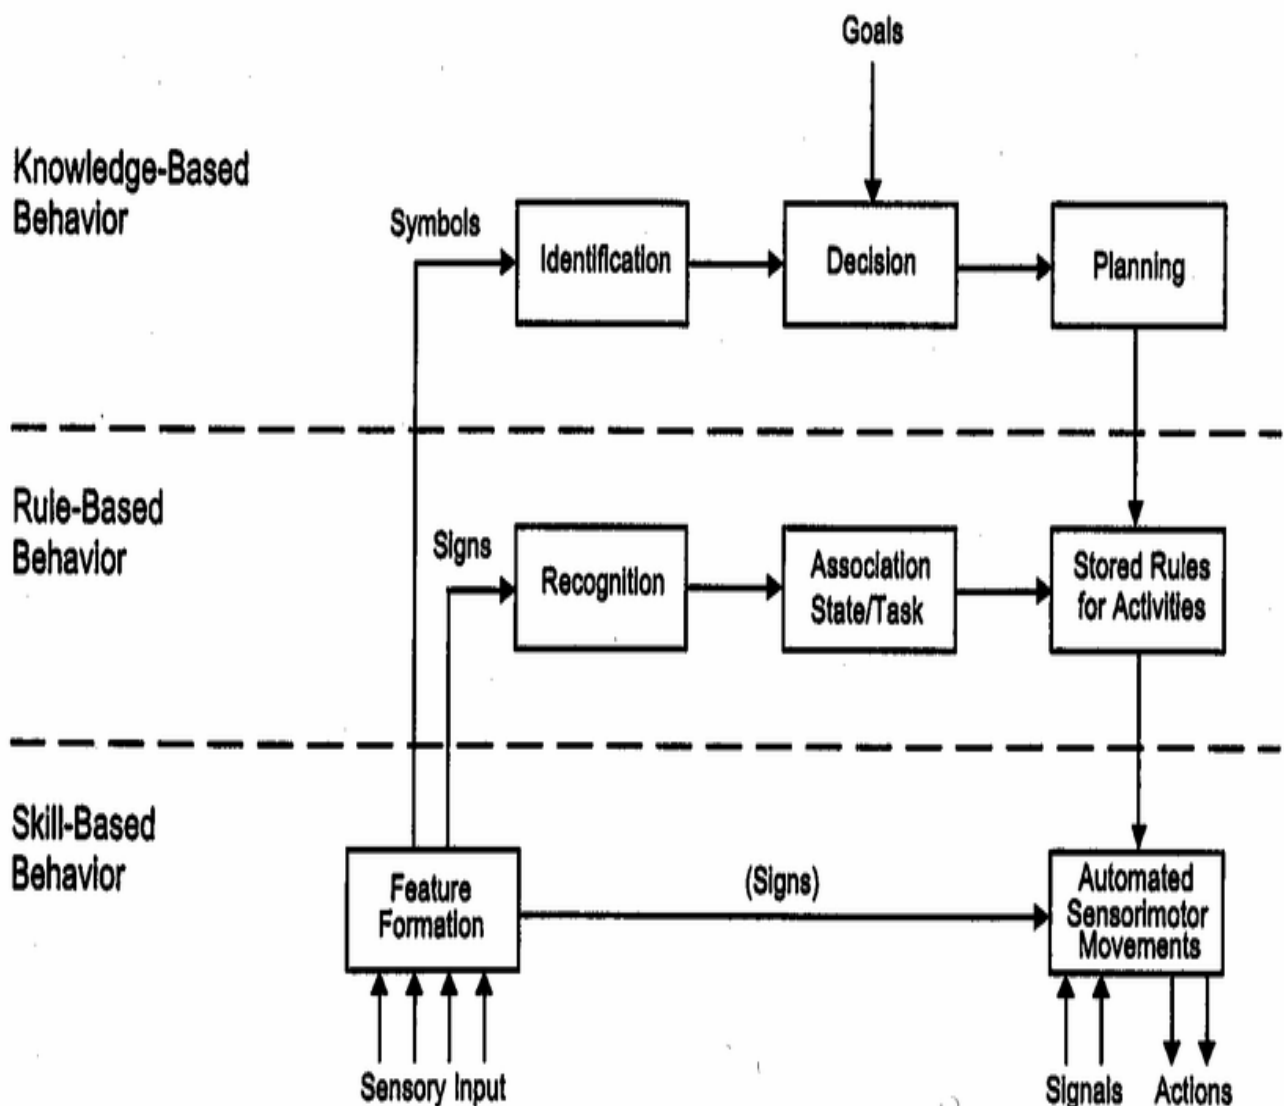 Goals
Knowledge-Based
Behavior
Symbols
Identification
Decision
Planning
Rule-Based
Behavior
Signs
Recognition
Association
State/Task
Stored Rules
for Activities
Skill-Based
Behavior
Feature
Formation
(Signs)
Automated
Sensorimotor
Movements
Sensory Input
Signals
Actions